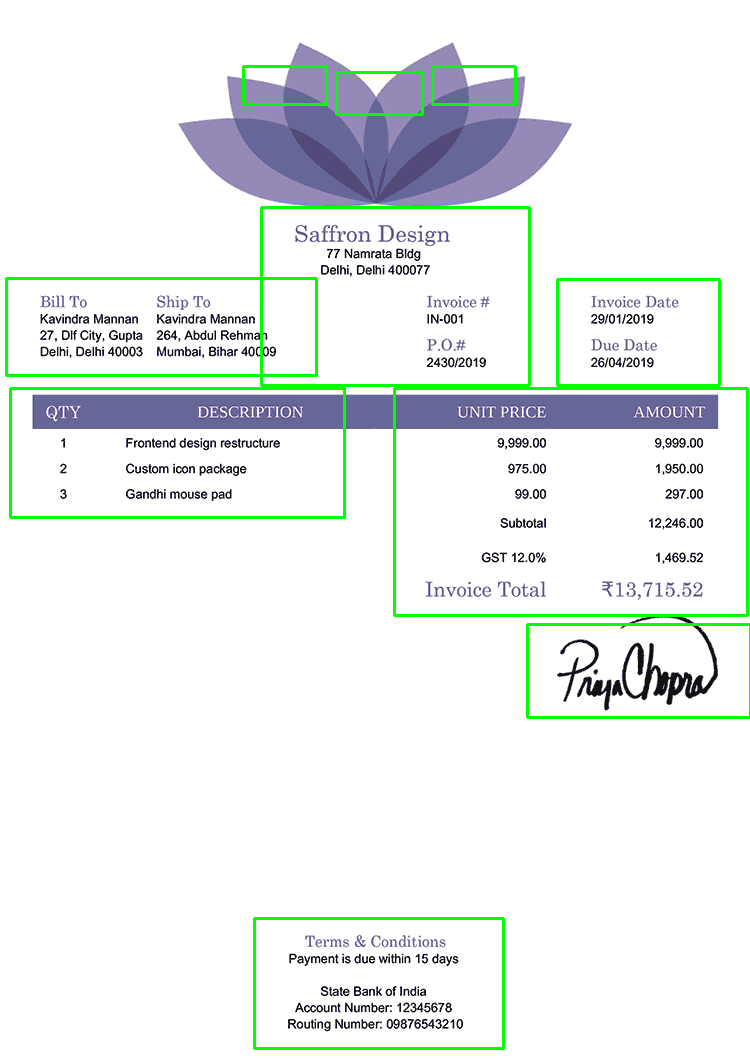 Saffron Design
77 Namrata Bldg
Delhi, Delhi 400077
Bill To Ship To Invoice # Invoice Date
Kavindra Mannan Kavindra Mannan IN-001 29/01/2019
27, Dlf City, Gupta 264, Abdul Rehman P.O.# Due Date
Delhi, Delhi 40003 Mumbai, Bihar 40009 2430/2019 26/04/2019
QTY DESCRIPTION UNIT PRICE AMOUNT
1 Frontend design restructure 9,999.00 9,999.00
2 Custom icon package 975.00 1,950.00
3 Gandhi mouse pad 99.00 297.00
Subtotal 12,246.00
GST 12.0% 1,469.52
Invoice Total ₹13,715.52
Priya Chopra
Terms & Conditions
Payment is due within 15 days
State Bank of India
Account Number: 12345678
Routing Number: 09876543210